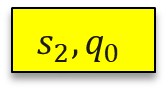 s₂, q₀